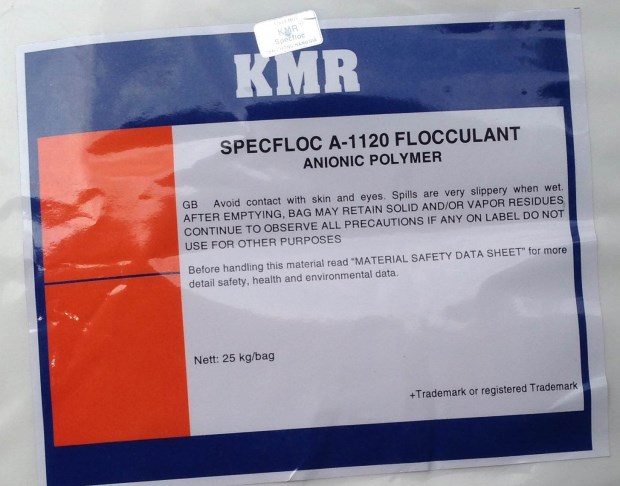 KMR
Specfloc
KMR
SPECFLOC A-1120 FLOCCULANT
ANIONIC POLYMER
GB Avoid contact with skin and eyes. Spills are very slippery when wet.
AFTER EMPTYING, BAG MAY RETAIN SOLID AND/OR VAPOR RESIDUES,
CONTINUE TO OBSERVE ALL PRECAUTIONS IF ANY ON LABEL DO NOT
USE FOR OTHER PURPOSES
Before handling this material read "MATERIAL SAFETY DATA SHEET" for more
detail safety, health and environmental data.
Nett: 25 kg/bag
+Trademark or registered Trademark